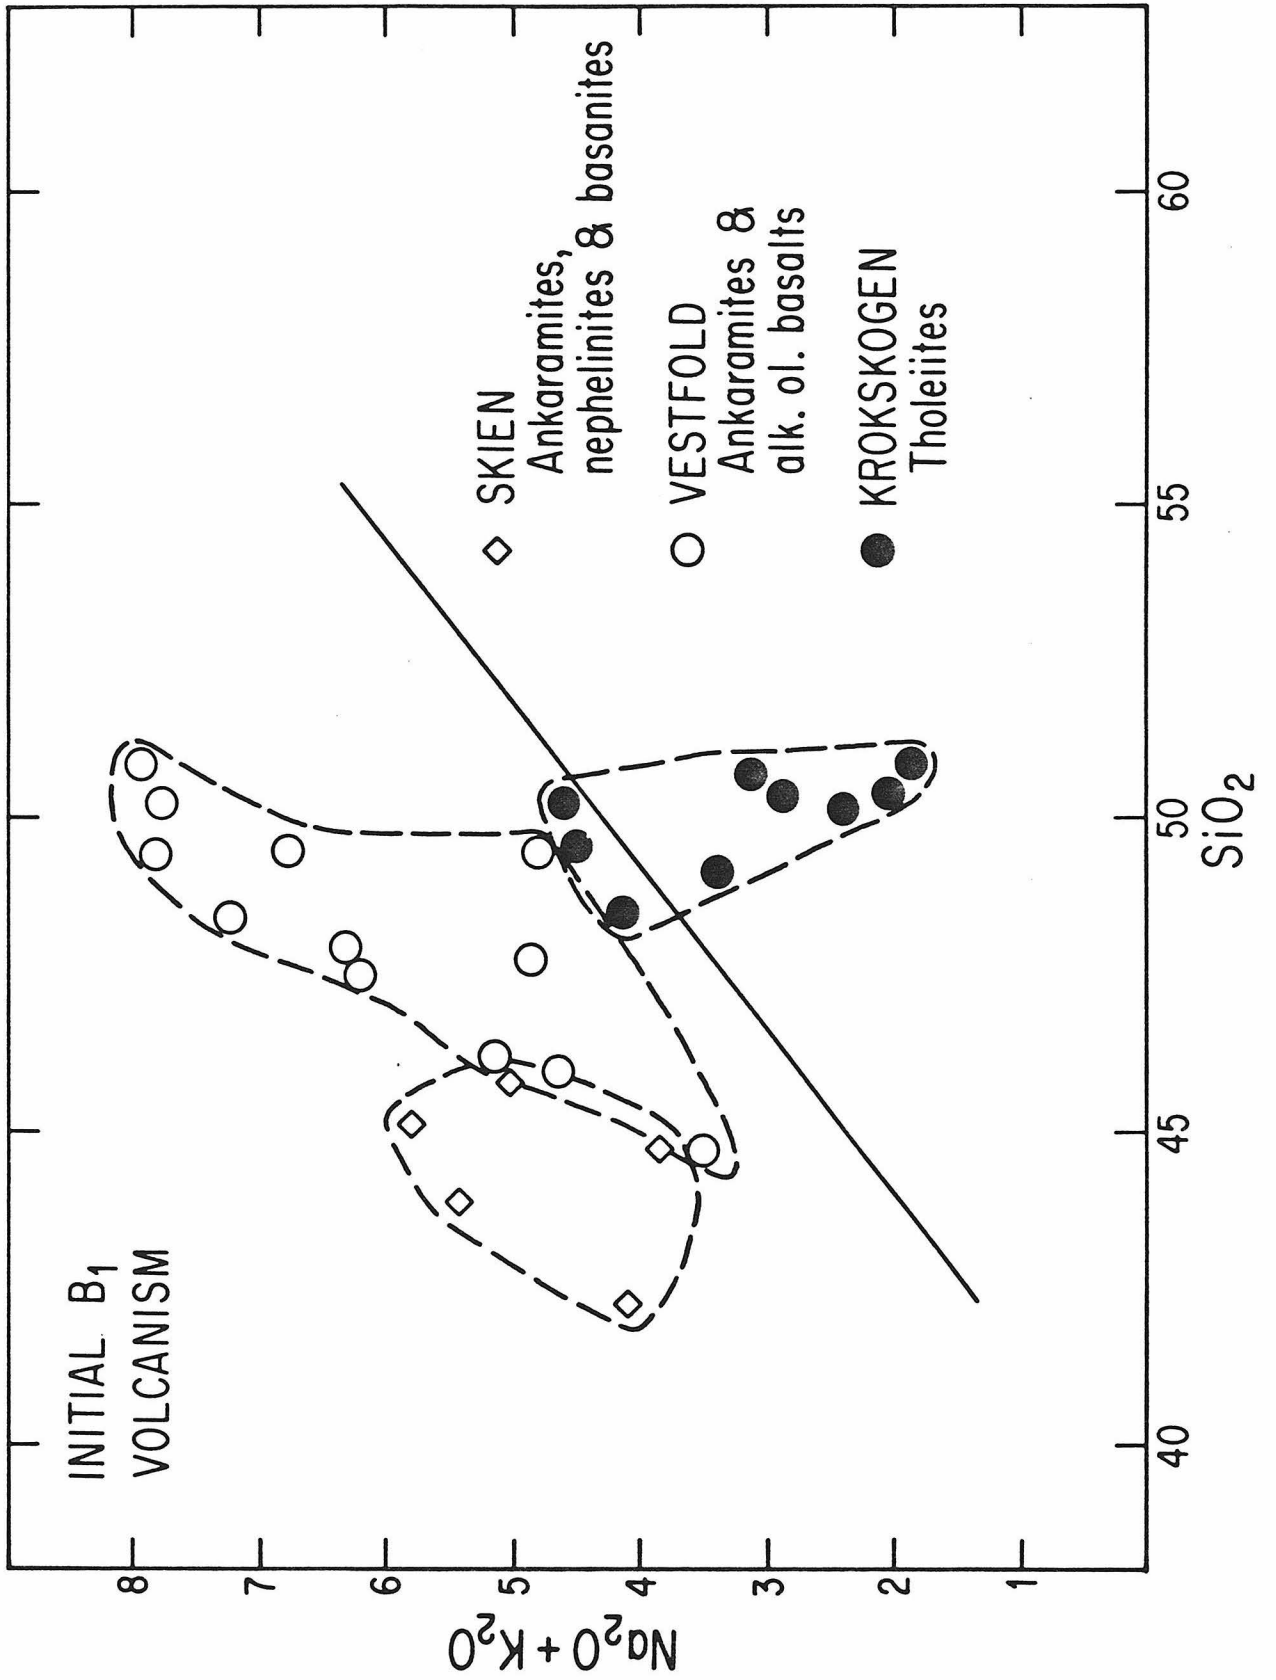 INITIAL B₁
VOLCANISM
Na₂O + K₂O
8
7
6
5
4
3
2
1
SKIEN
Ankaramites,
nephelinites & basanites
VESTFOLD
Ankaramites &
alk. ol. basalts
KROKSKOGEN
Tholeiiites
40
45
50
55
60
SiO₂